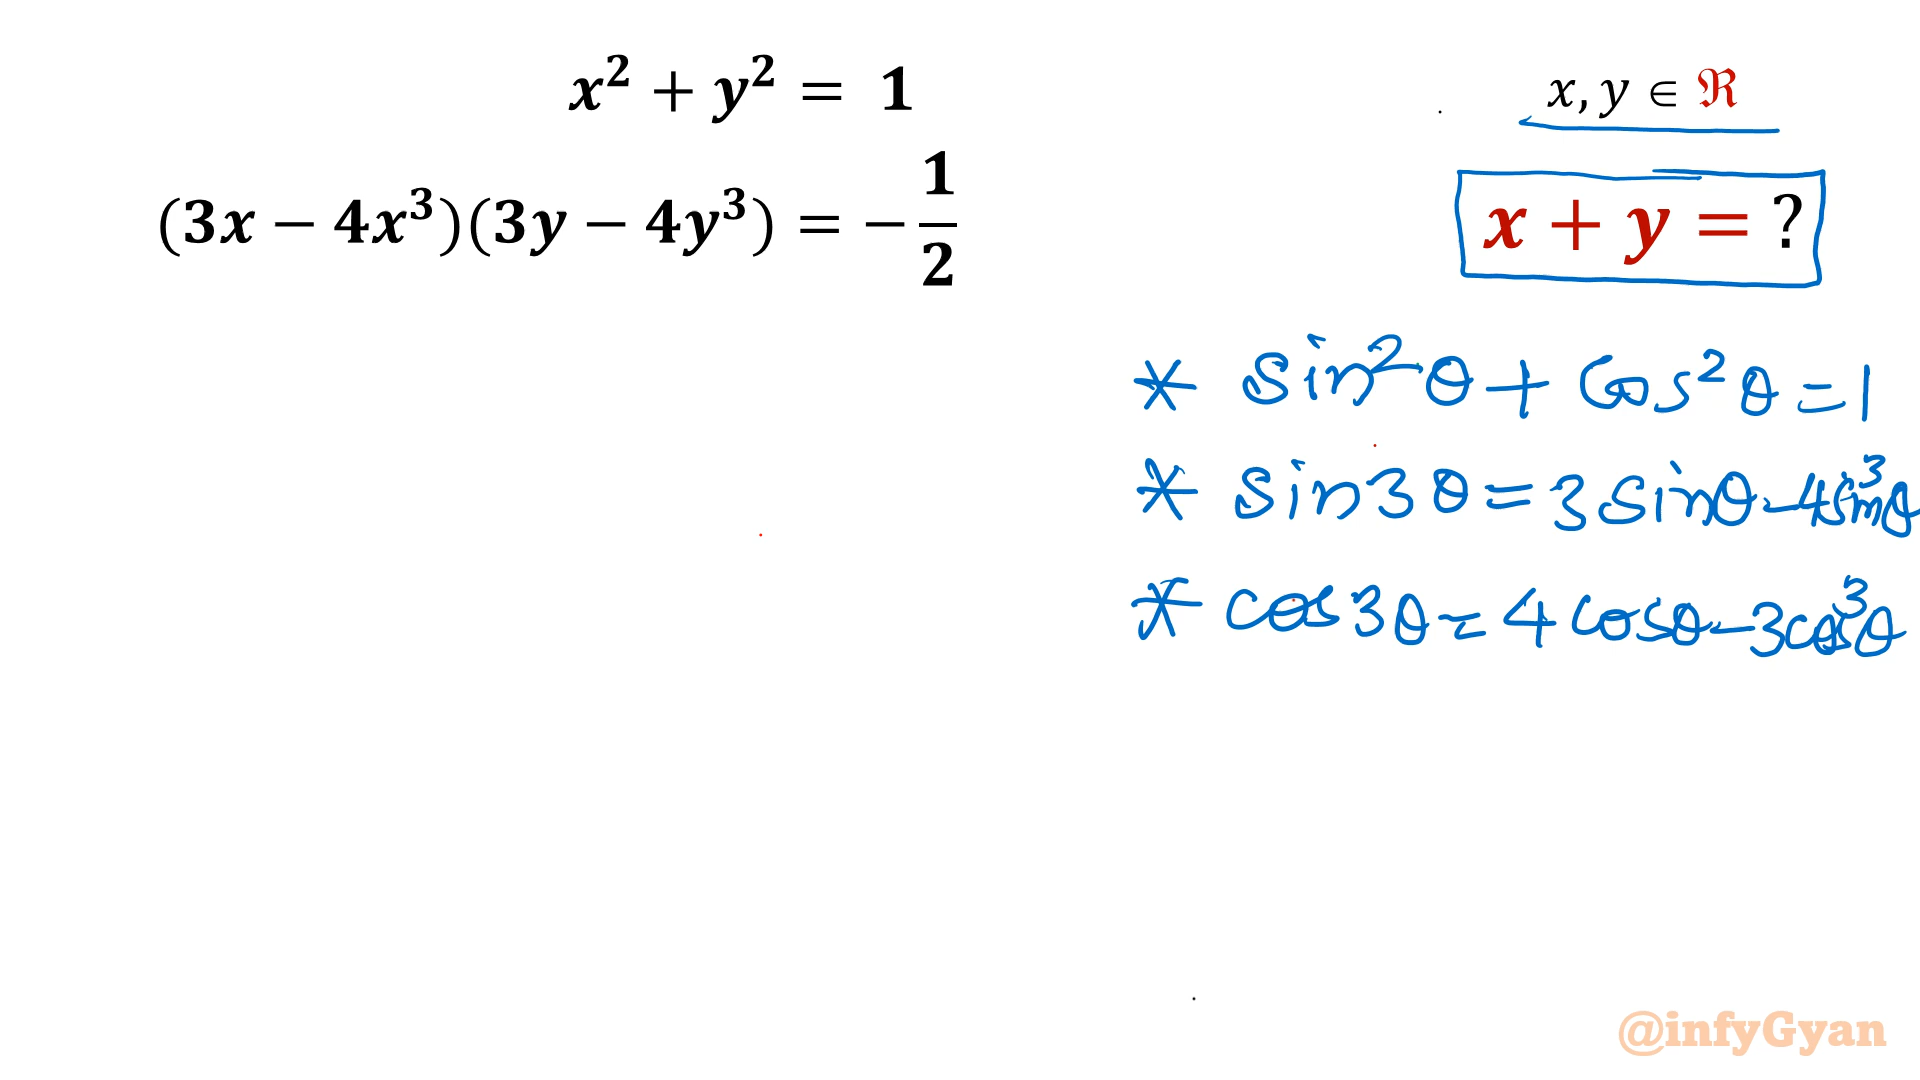 x² + y² = 1
(3x − 4x³)(3y − 4y³) = −1/2
x, y ∈ ℜ
x + y = ?
* sin²θ + cos²θ = 1
* sin3θ = 3sinθ − 4sin³θ
* cos3θ = 4cosθ − 3cos³θ
@infyGyan